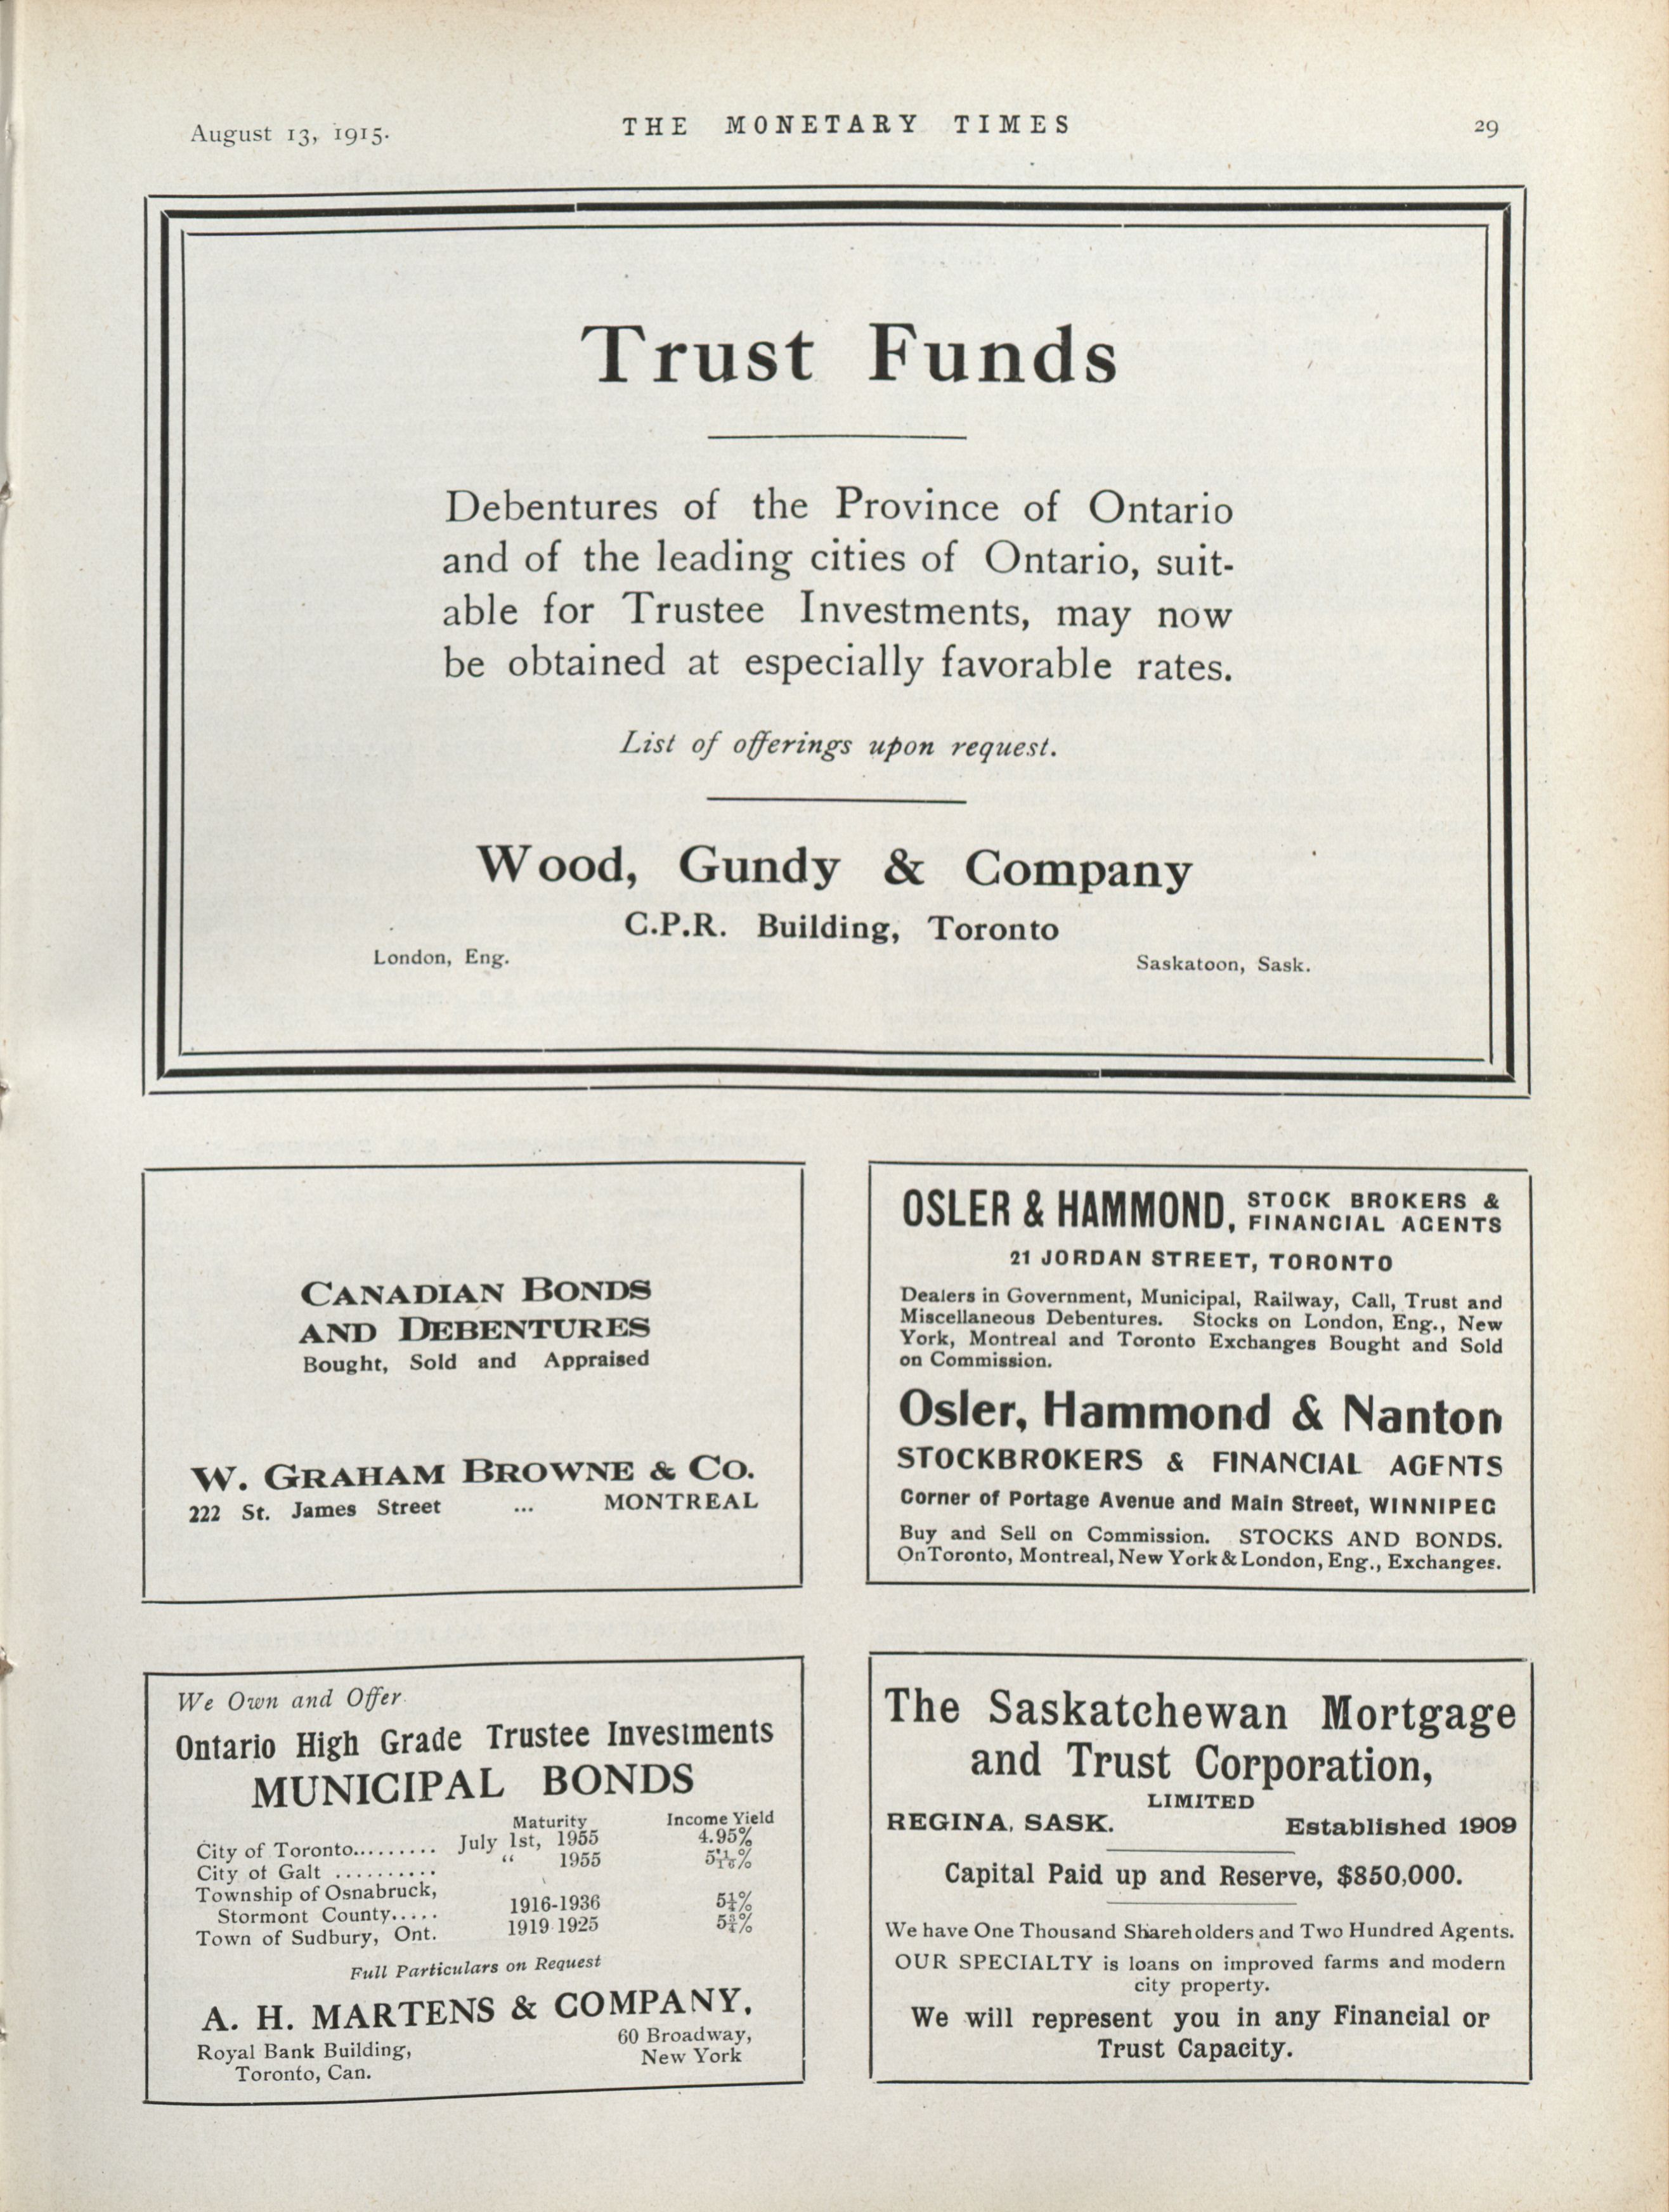 August 13, 1915.
THE MONETARY TIMES
29
Trust Funds
Debentures of the Province of Ontario
and of the leading cities of Ontario, suit-
able for Trustee Investments, may now
be obtained at especially favorable rates.
List of offerings upon request.
Wood, Gundy & Company
C.P.R. Building, Toronto
London, Eng.
Saskatoon, Sask.
CANADIAN BONDS
AND DEBENTURES
Bought, Sold and Appraised
W. GRAHAM BROWNE & CO.
222 St. James Street ... MONTREAL
OSLER & HAMMOND, STOCK BROKERS &
FINANCIAL AGENTS
21 JORDAN STREET, TORONTO
Dealers in Government, Municipal, Railway, Call, Trust and
Miscellaneous Debentures. Stocks on London, Eng., New
York, Montreal and Toronto Exchanges Bought and Sold
on Commission.
Osler, Hammond & Nanton
STOCKBROKERS & FINANCIAL AGENTS
Corner of Portage Avenue and Main Street, WINNIPEG
Buy and Sell on Commission. STOCKS AND BONDS.
On Toronto, Montreal, New York & London, Eng., Exchanges.
We Own and Offer
Ontario High Grade Trustee Investments
MUNICIPAL BONDS
Maturity Income Yield
City of Toronto......... July 1st, 1955 4.95%
City of Galt .......... “ 1955 5 1/16%
Township of Osnabruck,
Stormont County..... 1916-1936 5¼%
Town of Sudbury, Ont. 1919 1925 5¾%
Full Particulars on Request
A. H. MARTENS & COMPANY,
Royal Bank Building,
Toronto, Can.
60 Broadway,
New York
The Saskatchewan Mortgage
and Trust Corporation,
LIMITED
REGINA, SASK. Established 1909
Capital Paid up and Reserve, $850,000.
We have One Thousand Shareholders and Two Hundred Agents.
OUR SPECIALTY is loans on improved farms and modern
city property.
We will represent you in any Financial or
Trust Capacity.